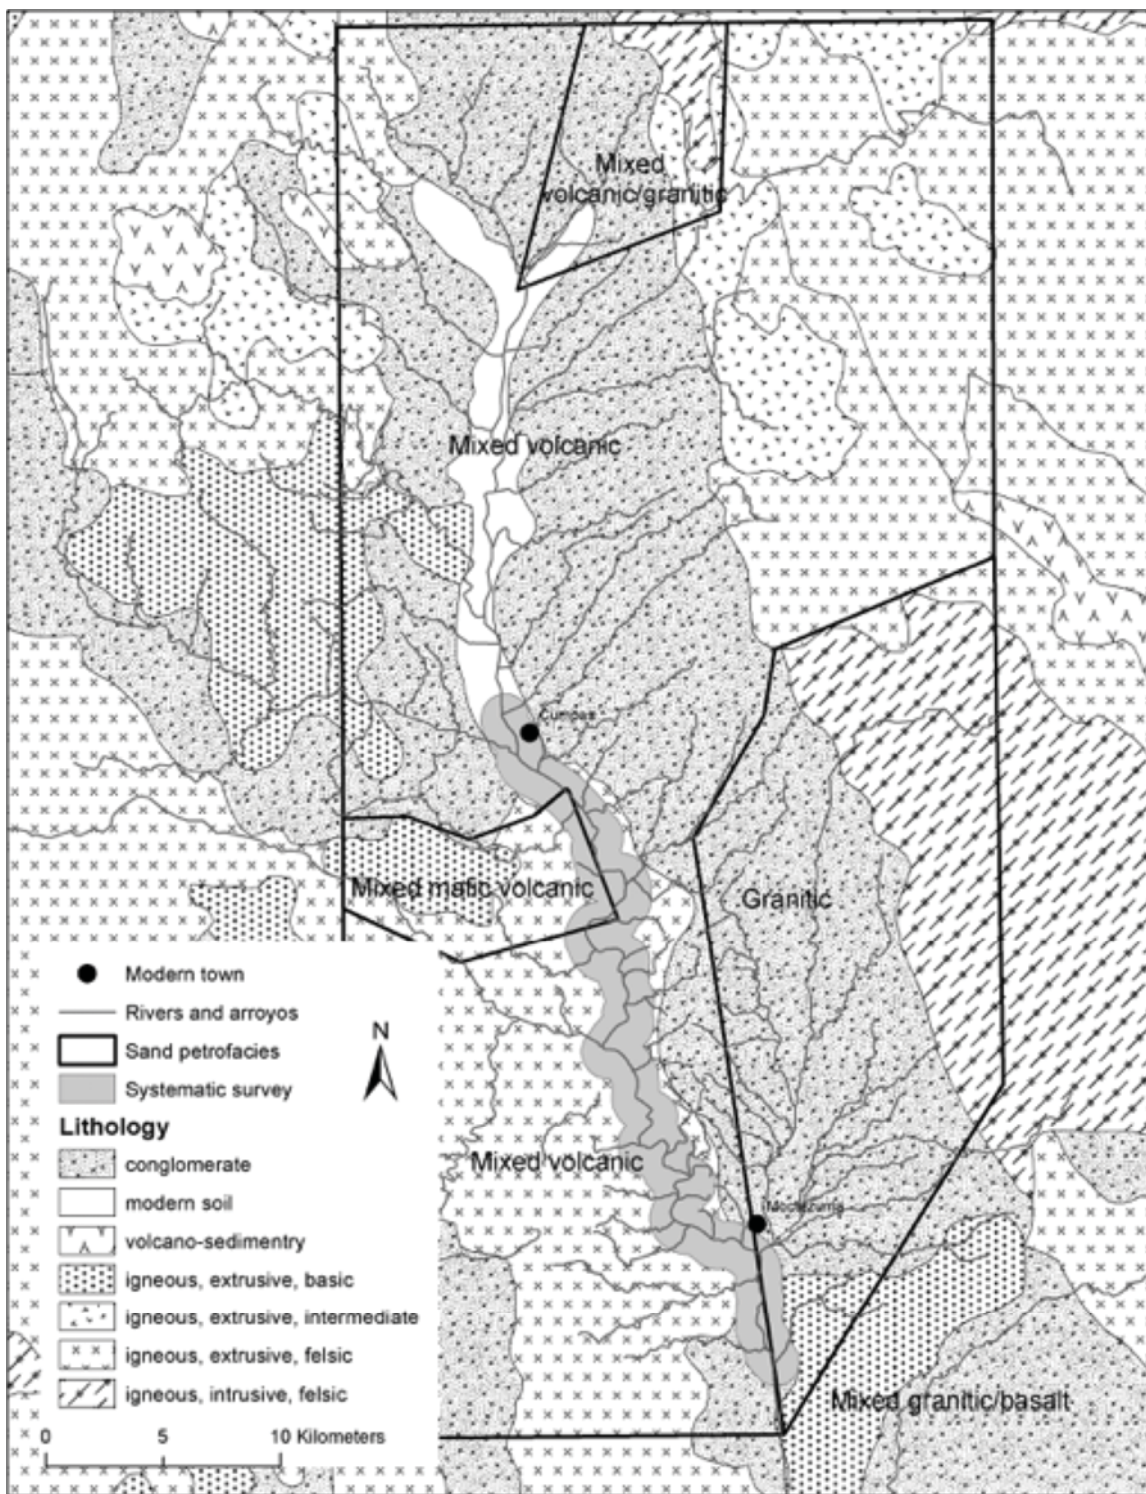 Mixed
volcanic/granitic
Mixed volcanic
Cumpas
Mixed mafic volcanic
Granitic
Mixed volcanic
Moctezuma
Mixed granitic/basalt
N
Modern town
Rivers and arroyos
Sand petrofacies
Systematic survey
Lithology
conglomerate
modern soil
volcano-sedimentry
igneous, extrusive, basic
igneous, extrusive, intermediate
igneous, extrusive, felsic
igneous, intrusive, felsic
0 5 10 Kilometers